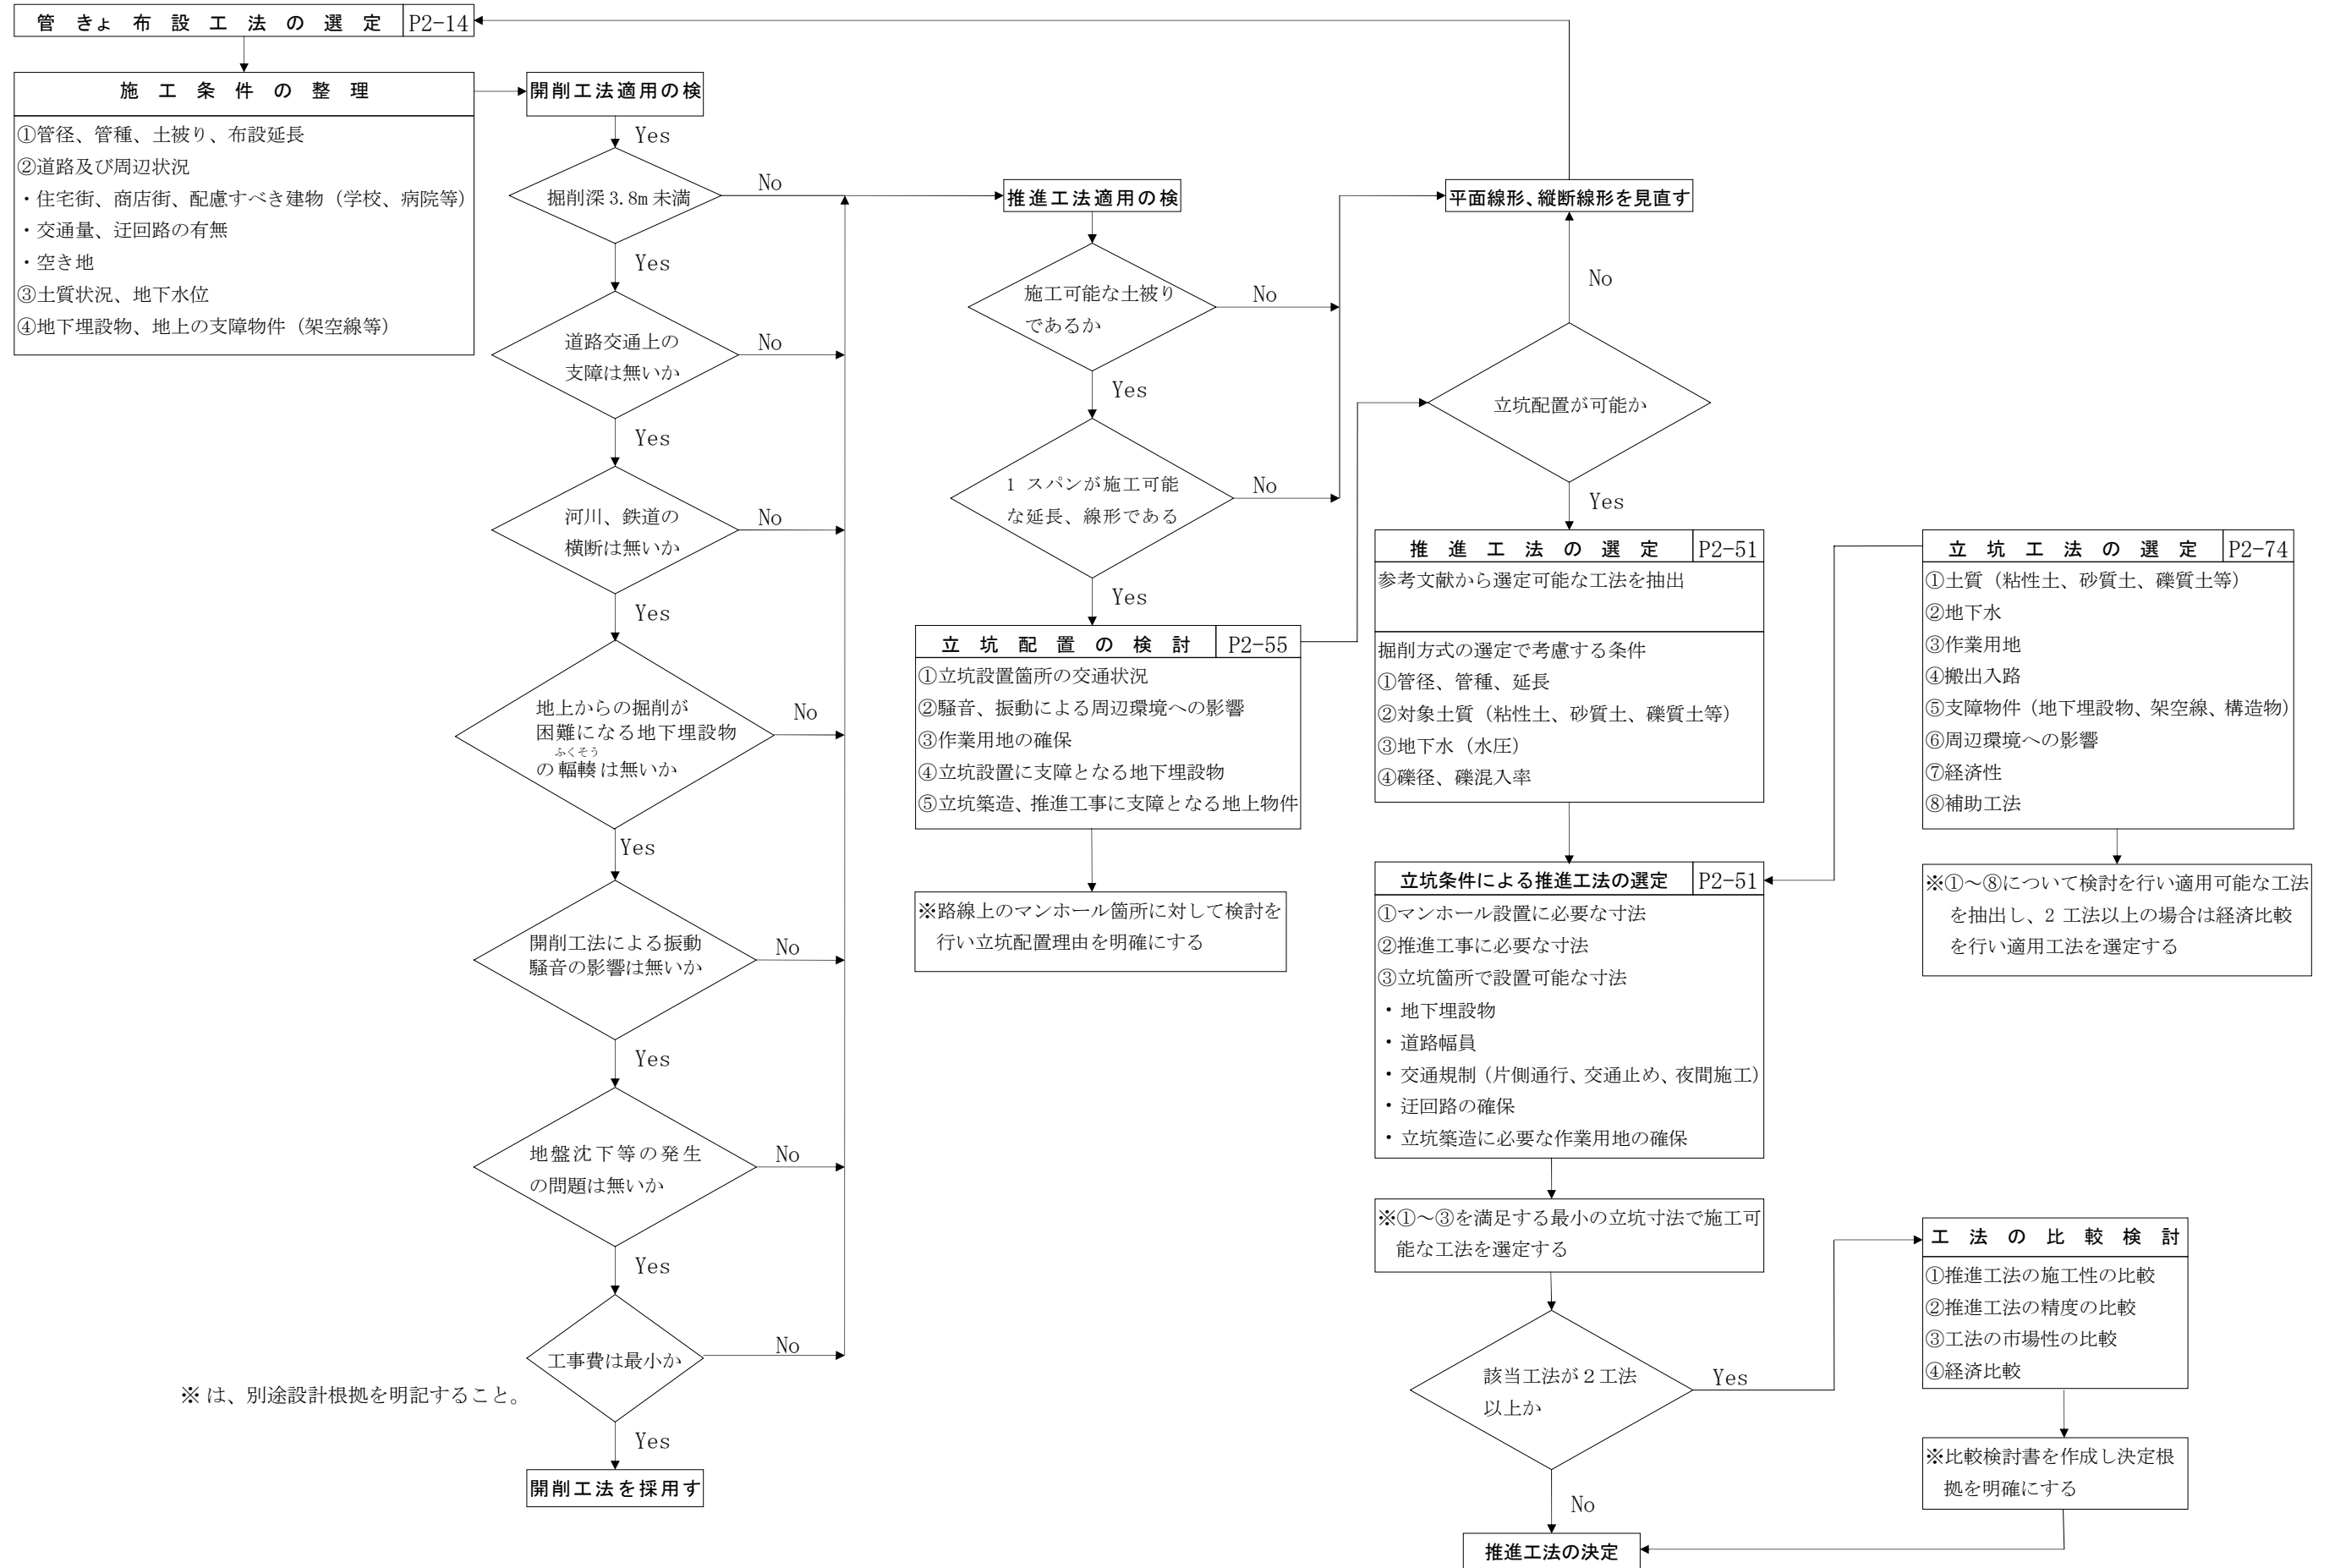 管きょ布設工法の選定 P2-14
施工条件の整理
①管径、管種、土被り、布設延長
②道路及び周辺状況
・住宅街、商店街、配慮すべき建物（学校、病院等）
・交通量、迂回路の有無
・空き地
③土質状況、地下水位
④地下埋設物、地上の支障物件（架空線等）
開削工法適用の検
Yes
掘削深3.8m未満
No
Yes
道路交通上の
支障は無いか
No
Yes
河川、鉄道の
横断は無いか
No
Yes
地上からの掘削が
困難になる地下埋設物
ふくそう
の輻輳は無いか
No
Yes
開削工法による振動
騒音の影響は無いか
No
Yes
地盤沈下等の発生
の問題は無いか
No
Yes
工事費は最小か
No
Yes
開削工法を採用す
※は、別途設計根拠を明記すること。
推進工法適用の検
施工可能な土被り
であるか
No
Yes
1 スパンが施工可能
な延長、線形である
No
Yes
立坑配置の検討 P2-55
①立坑設置箇所の交通状況
②騒音、振動による周辺環境への影響
③作業用地の確保
④立坑設置に支障となる地下埋設物
⑤立坑築造、推進工事に支障となる地上物件
※路線上のマンホール箇所に対して検討を
行い立坑配置理由を明確にする
平面線形、縦断線形を見直す
No
立坑配置が可能か
Yes
推進工法の選定 P2-51
参考文献から選定可能な工法を抽出
掘削方式の選定で考慮する条件
①管径、管種、延長
②対象土質（粘性土、砂質土、礫質土等）
③地下水（水圧）
④礫径、礫混入率
立坑条件による推進工法の選定 P2-51
①マンホール設置に必要な寸法
②推進工事に必要な寸法
③立坑箇所で設置可能な寸法
・地下埋設物
・道路幅員
・交通規制（片側通行、交通止め、夜間施工）
・迂回路の確保
・立坑築造に必要な作業用地の確保
※①～③を満足する最小の立坑寸法で施工可
能な工法を選定する
該当工法が２工法
以上か
Yes
No
推進工法の決定
立坑工法の選定 P2-74
①土質（粘性土、砂質土、礫質土等）
②地下水
③作業用地
④搬出入路
⑤支障物件（地下埋設物、架空線、構造物）
⑥周辺環境への影響
⑦経済性
⑧補助工法
※①～⑧について検討を行い適用可能な工法
を抽出し、2 工法以上の場合は経済比較
を行い適用工法を選定する
工法の比較検討
①推進工法の施工性の比較
②推進工法の精度の比較
③工法の市場性の比較
④経済比較
※比較検討書を作成し決定根
拠を明確にする